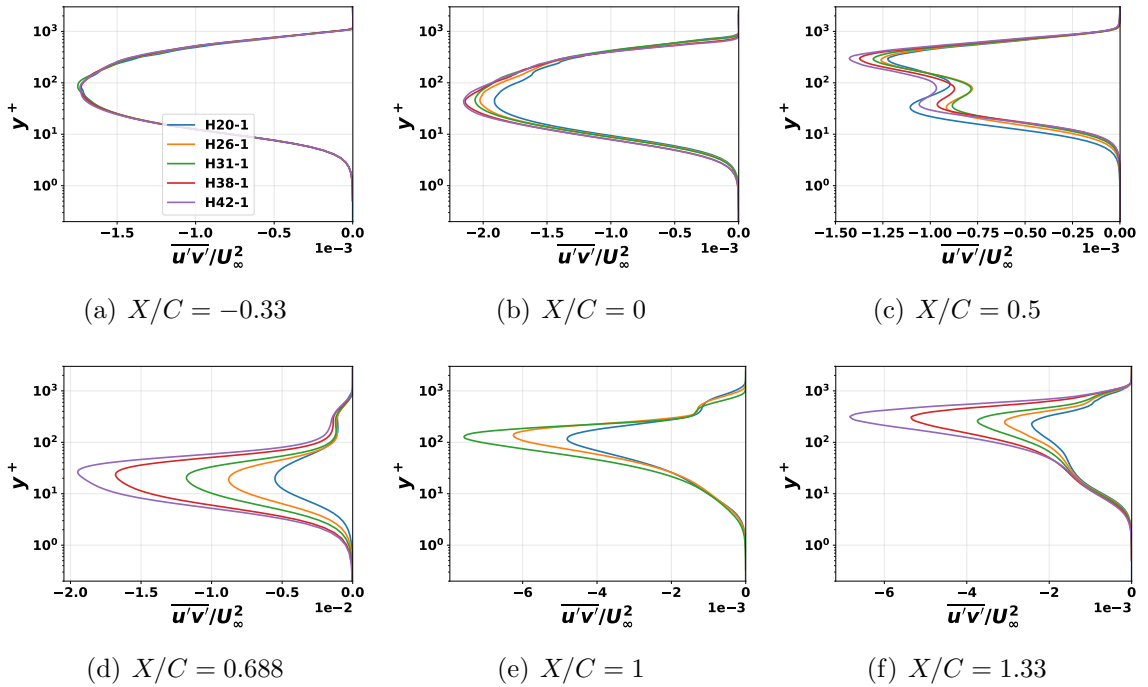 10³
10²
10¹
10⁰
y⁺
H20-1
H26-1
H31-1
H38-1
H42-1
−1.5 −1.0 −0.5 0.0
1e−3
u'v'/U∞²
(a) X/C = −0.33
10³
10²
10¹
10⁰
y⁺
−2.0 −1.5 −1.0 −0.5 0.0
1e−3
u'v'/U∞²
(b) X/C = 0
10³
10²
10¹
10⁰
y⁺
−1.50 −1.25 −1.00 −0.75 −0.50 −0.25 0.00
1e−3
u'v'/U∞²
(c) X/C = 0.5
10³
10²
10¹
10⁰
y⁺
−2.0 −1.5 −1.0 −0.5 0.0
1e−2
u'v'/U∞²
(d) X/C = 0.688
10³
10²
10¹
10⁰
y⁺
−6 −4 −2 0
1e−3
u'v'/U∞²
(e) X/C = 1
10³
10²
10¹
10⁰
y⁺
−6 −4 −2 0
1e−3
u'v'/U∞²
(f) X/C = 1.33